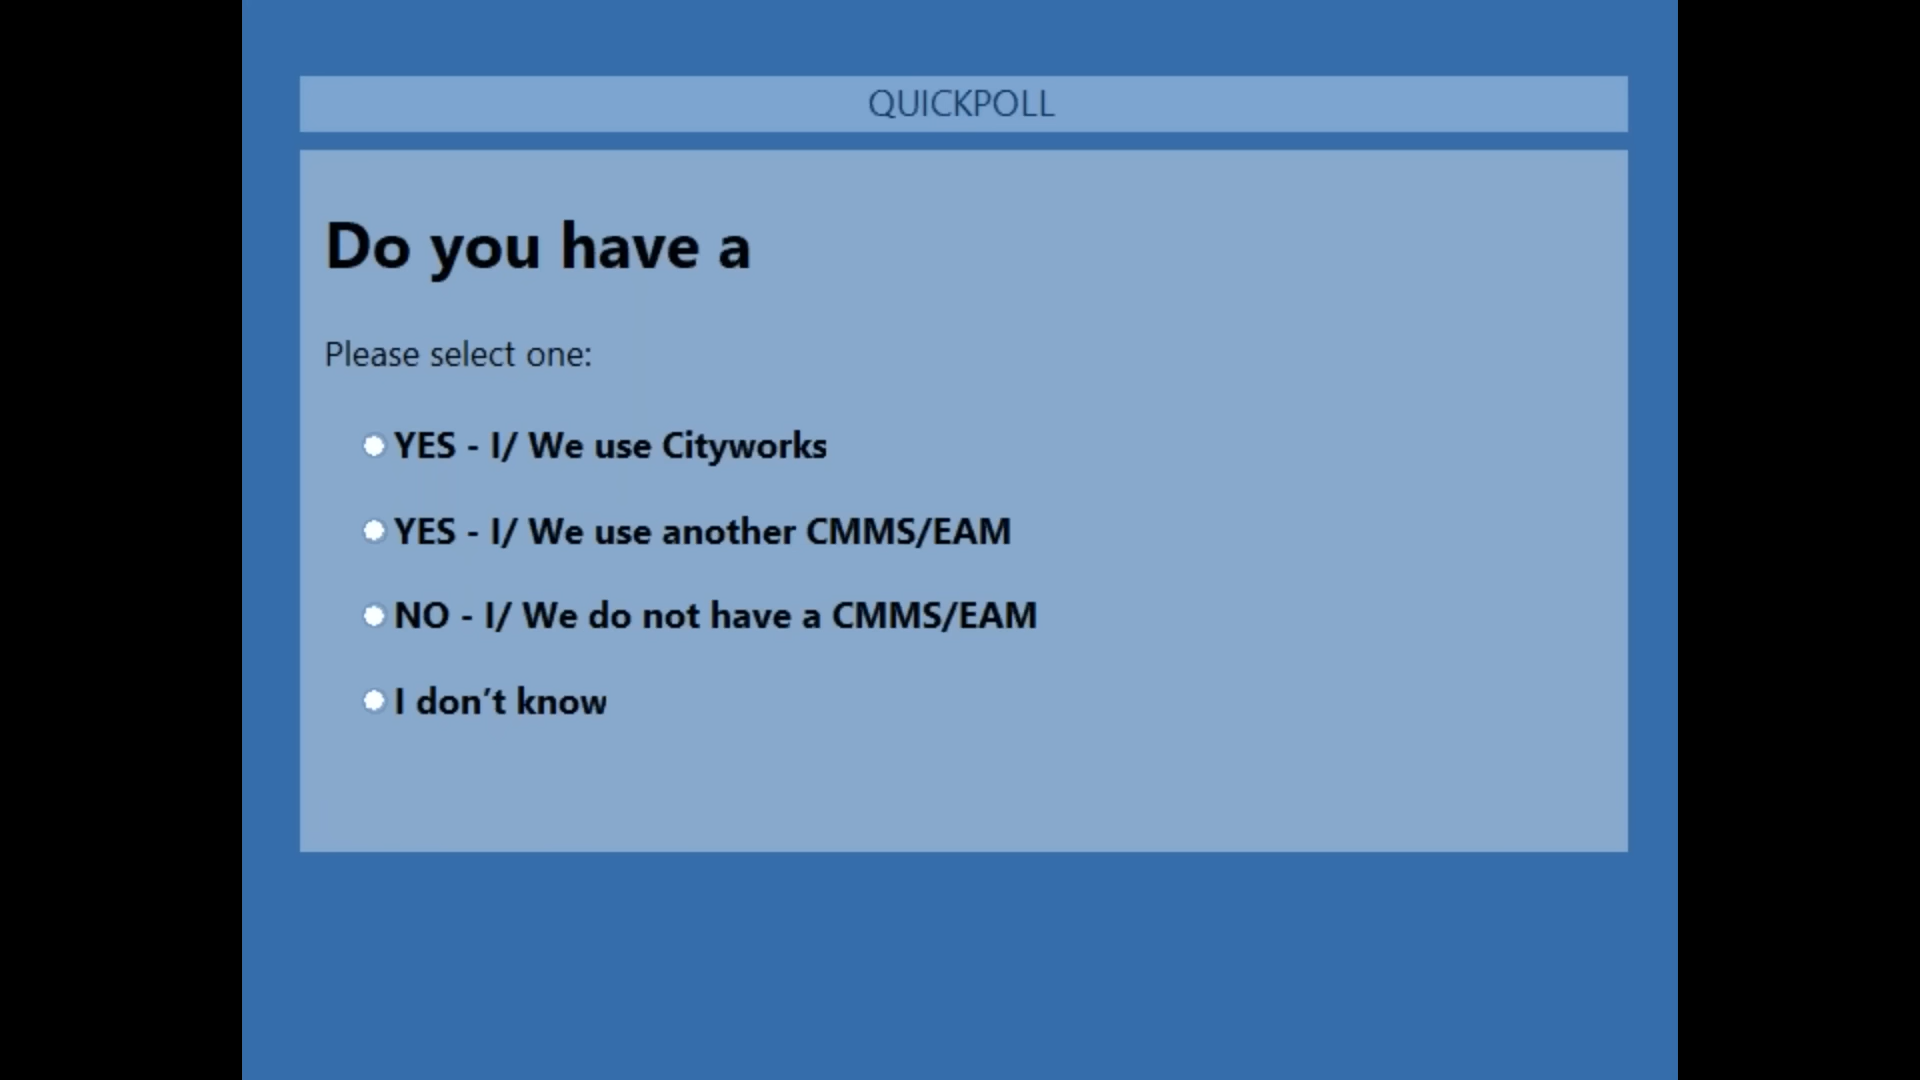 QUICKPOLL
Do you have a
Please select one:
YES - I/ We use Cityworks
YES - I/ We use another CMMS/EAM
NO - I/ We do not have a CMMS/EAM
I don’t know